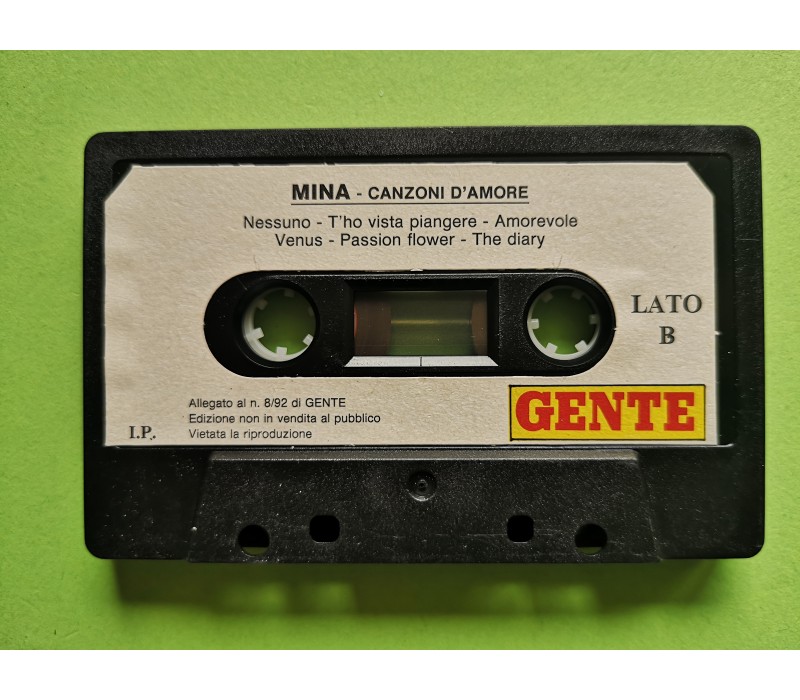 MINA - CANZONI D'AMORE
Nessuno - T'ho vista piangere - Amorevole
Venus - Passion flower - The diary
LATO
B
Allegato al n. 8/92 di GENTE
Edizione non in vendita al pubblico
Vietata la riproduzione
I.P.
GENTE